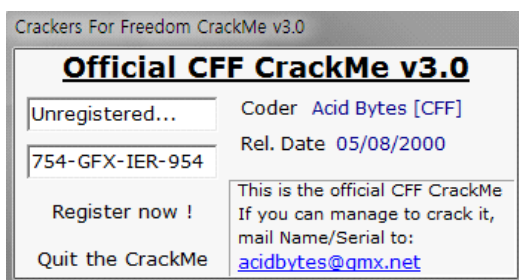 Crackers For Freedom CrackMe v3.0
Official CFF CrackMe v3.0
Unregistered...
Coder Acid Bytes [CFF]
754-GFX-IER-954
Rel. Date 05/08/2000
Register now !
Quit the CrackMe
This is the official CFF CrackMe
If you can manage to crack it,
mail Name/Serial to:
acidbytes@gmx.net